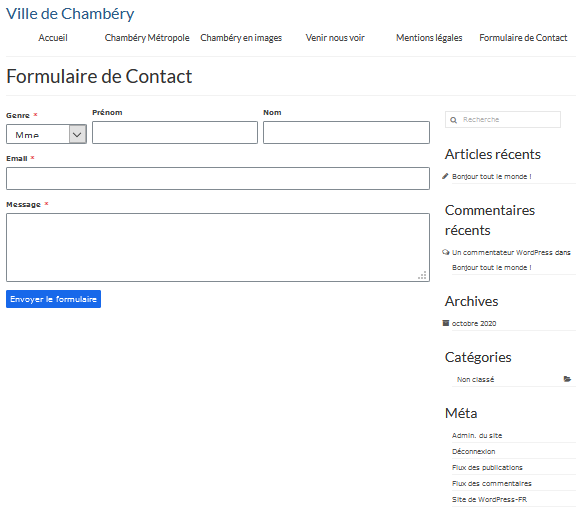 Ville de Chambéry
Accueil Chambéry Métropole Chambéry en images Venir nous voir Mentions légales Formulaire de Contact
Formulaire de Contact
Genre * Prénom Nom
Mme
Email *
Message *
Envoyer le formulaire
Recherche
Articles récents
Bonjour tout le monde !
Commentaires
récents
Un commentateur WordPress dans
Bonjour tout le monde !
Archives
octobre 2020
Catégories
Non classé
Méta
Admin. du site
Déconnexion
Flux des publications
Flux des commentaires
Site de WordPress-FR